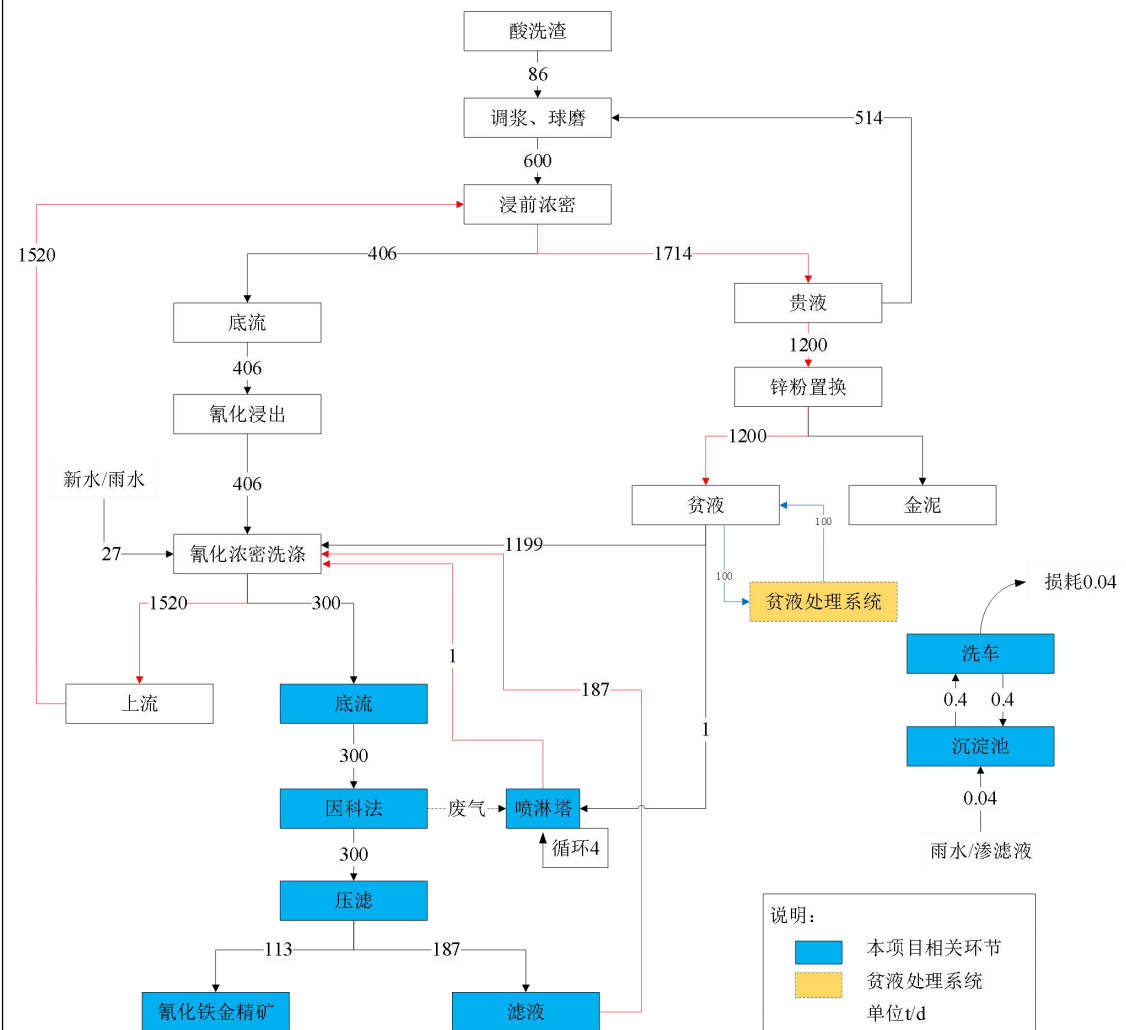 酸洗渣
86
调浆、球磨
514
600
浸前浓密
1520
406
1714
底流
贵液
406
1200
氰化浸出
锌粉置换
1200
406
新水/雨水
贫液
金泥
100
27
氰化浓密洗涤
1199
100
贫液处理系统
损耗0.04
1520
300
洗车
1
上流
底流
187
0.4
0.4
1
沉淀池
300
因科法
废气
喷淋塔
0.04
循环4
雨水/渗滤液
300
压滤
说明：
113
187
本项目相关环节
贫液处理系统
氰化铁金精矿
滤液
单位t/d